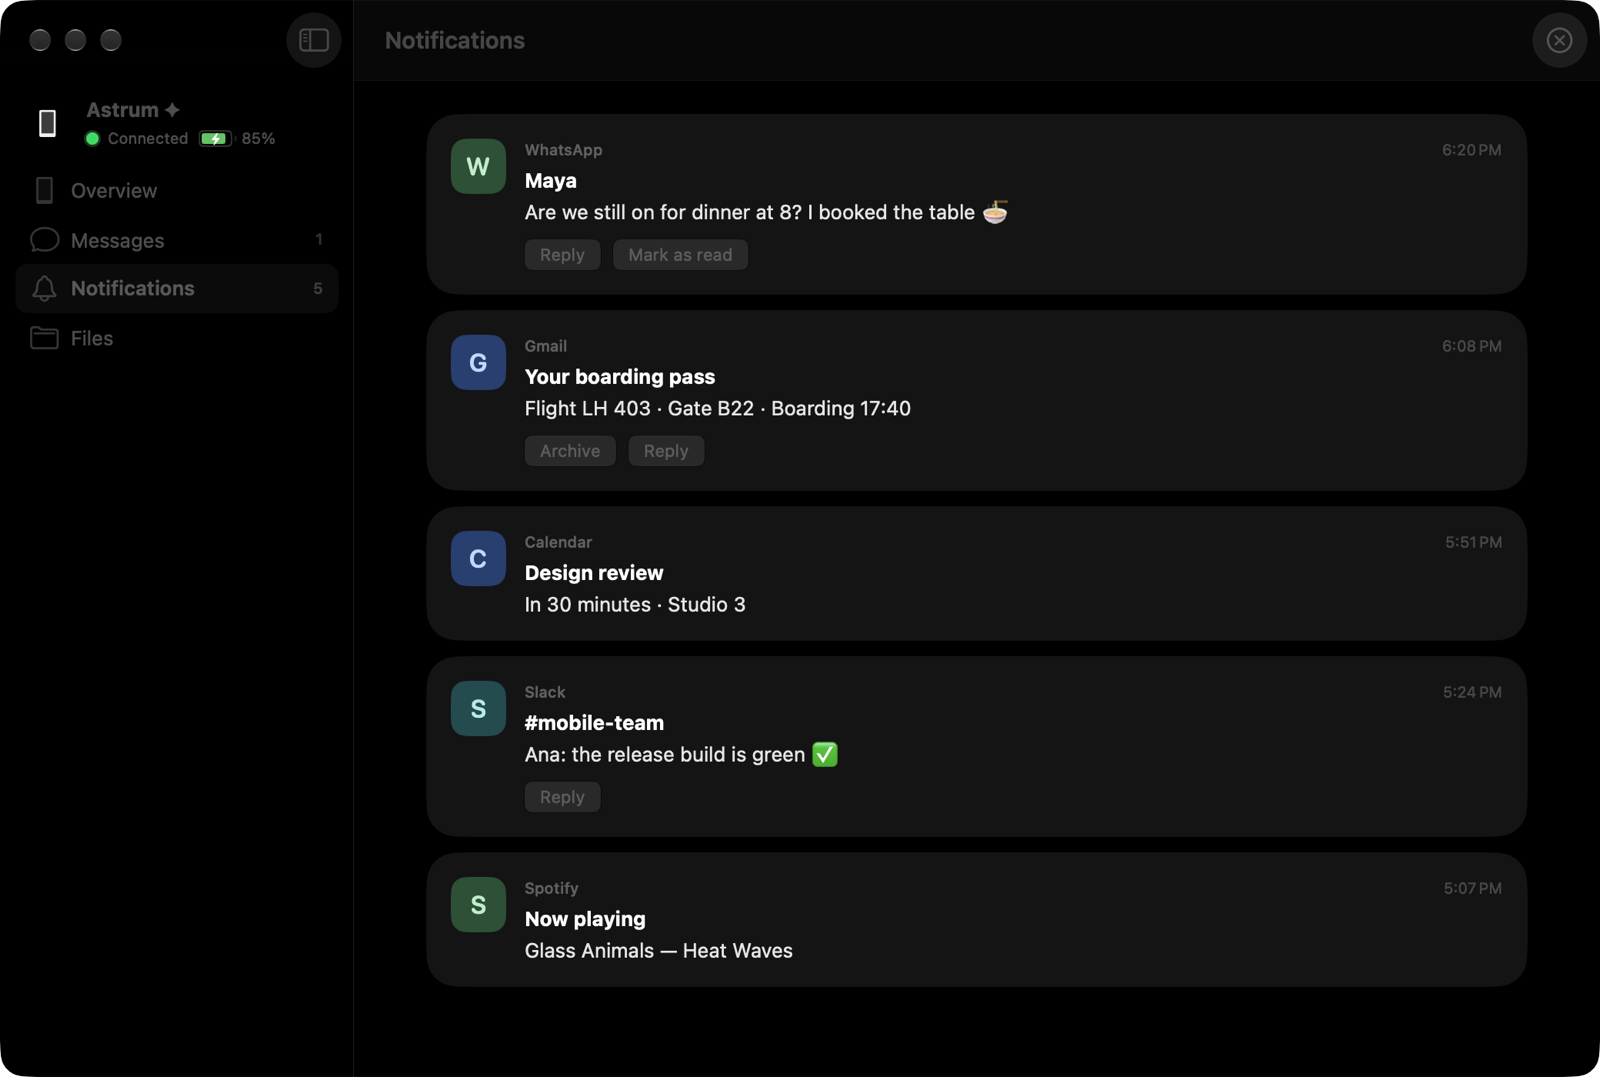 Notifications
Astrum ✦
Connected 85%
Overview
Messages 1
Notifications 5
Files
W
WhatsApp 6:20 PM
Maya
Are we still on for dinner at 8? I booked the table 🍜
Reply Mark as read
G
Gmail 6:08 PM
Your boarding pass
Flight LH 403 · Gate B22 · Boarding 17:40
Archive Reply
C
Calendar 5:51 PM
Design review
In 30 minutes · Studio 3
S
Slack 5:24 PM
#mobile-team
Ana: the release build is green ✅
Reply
S
Spotify 5:07 PM
Now playing
Glass Animals — Heat Waves